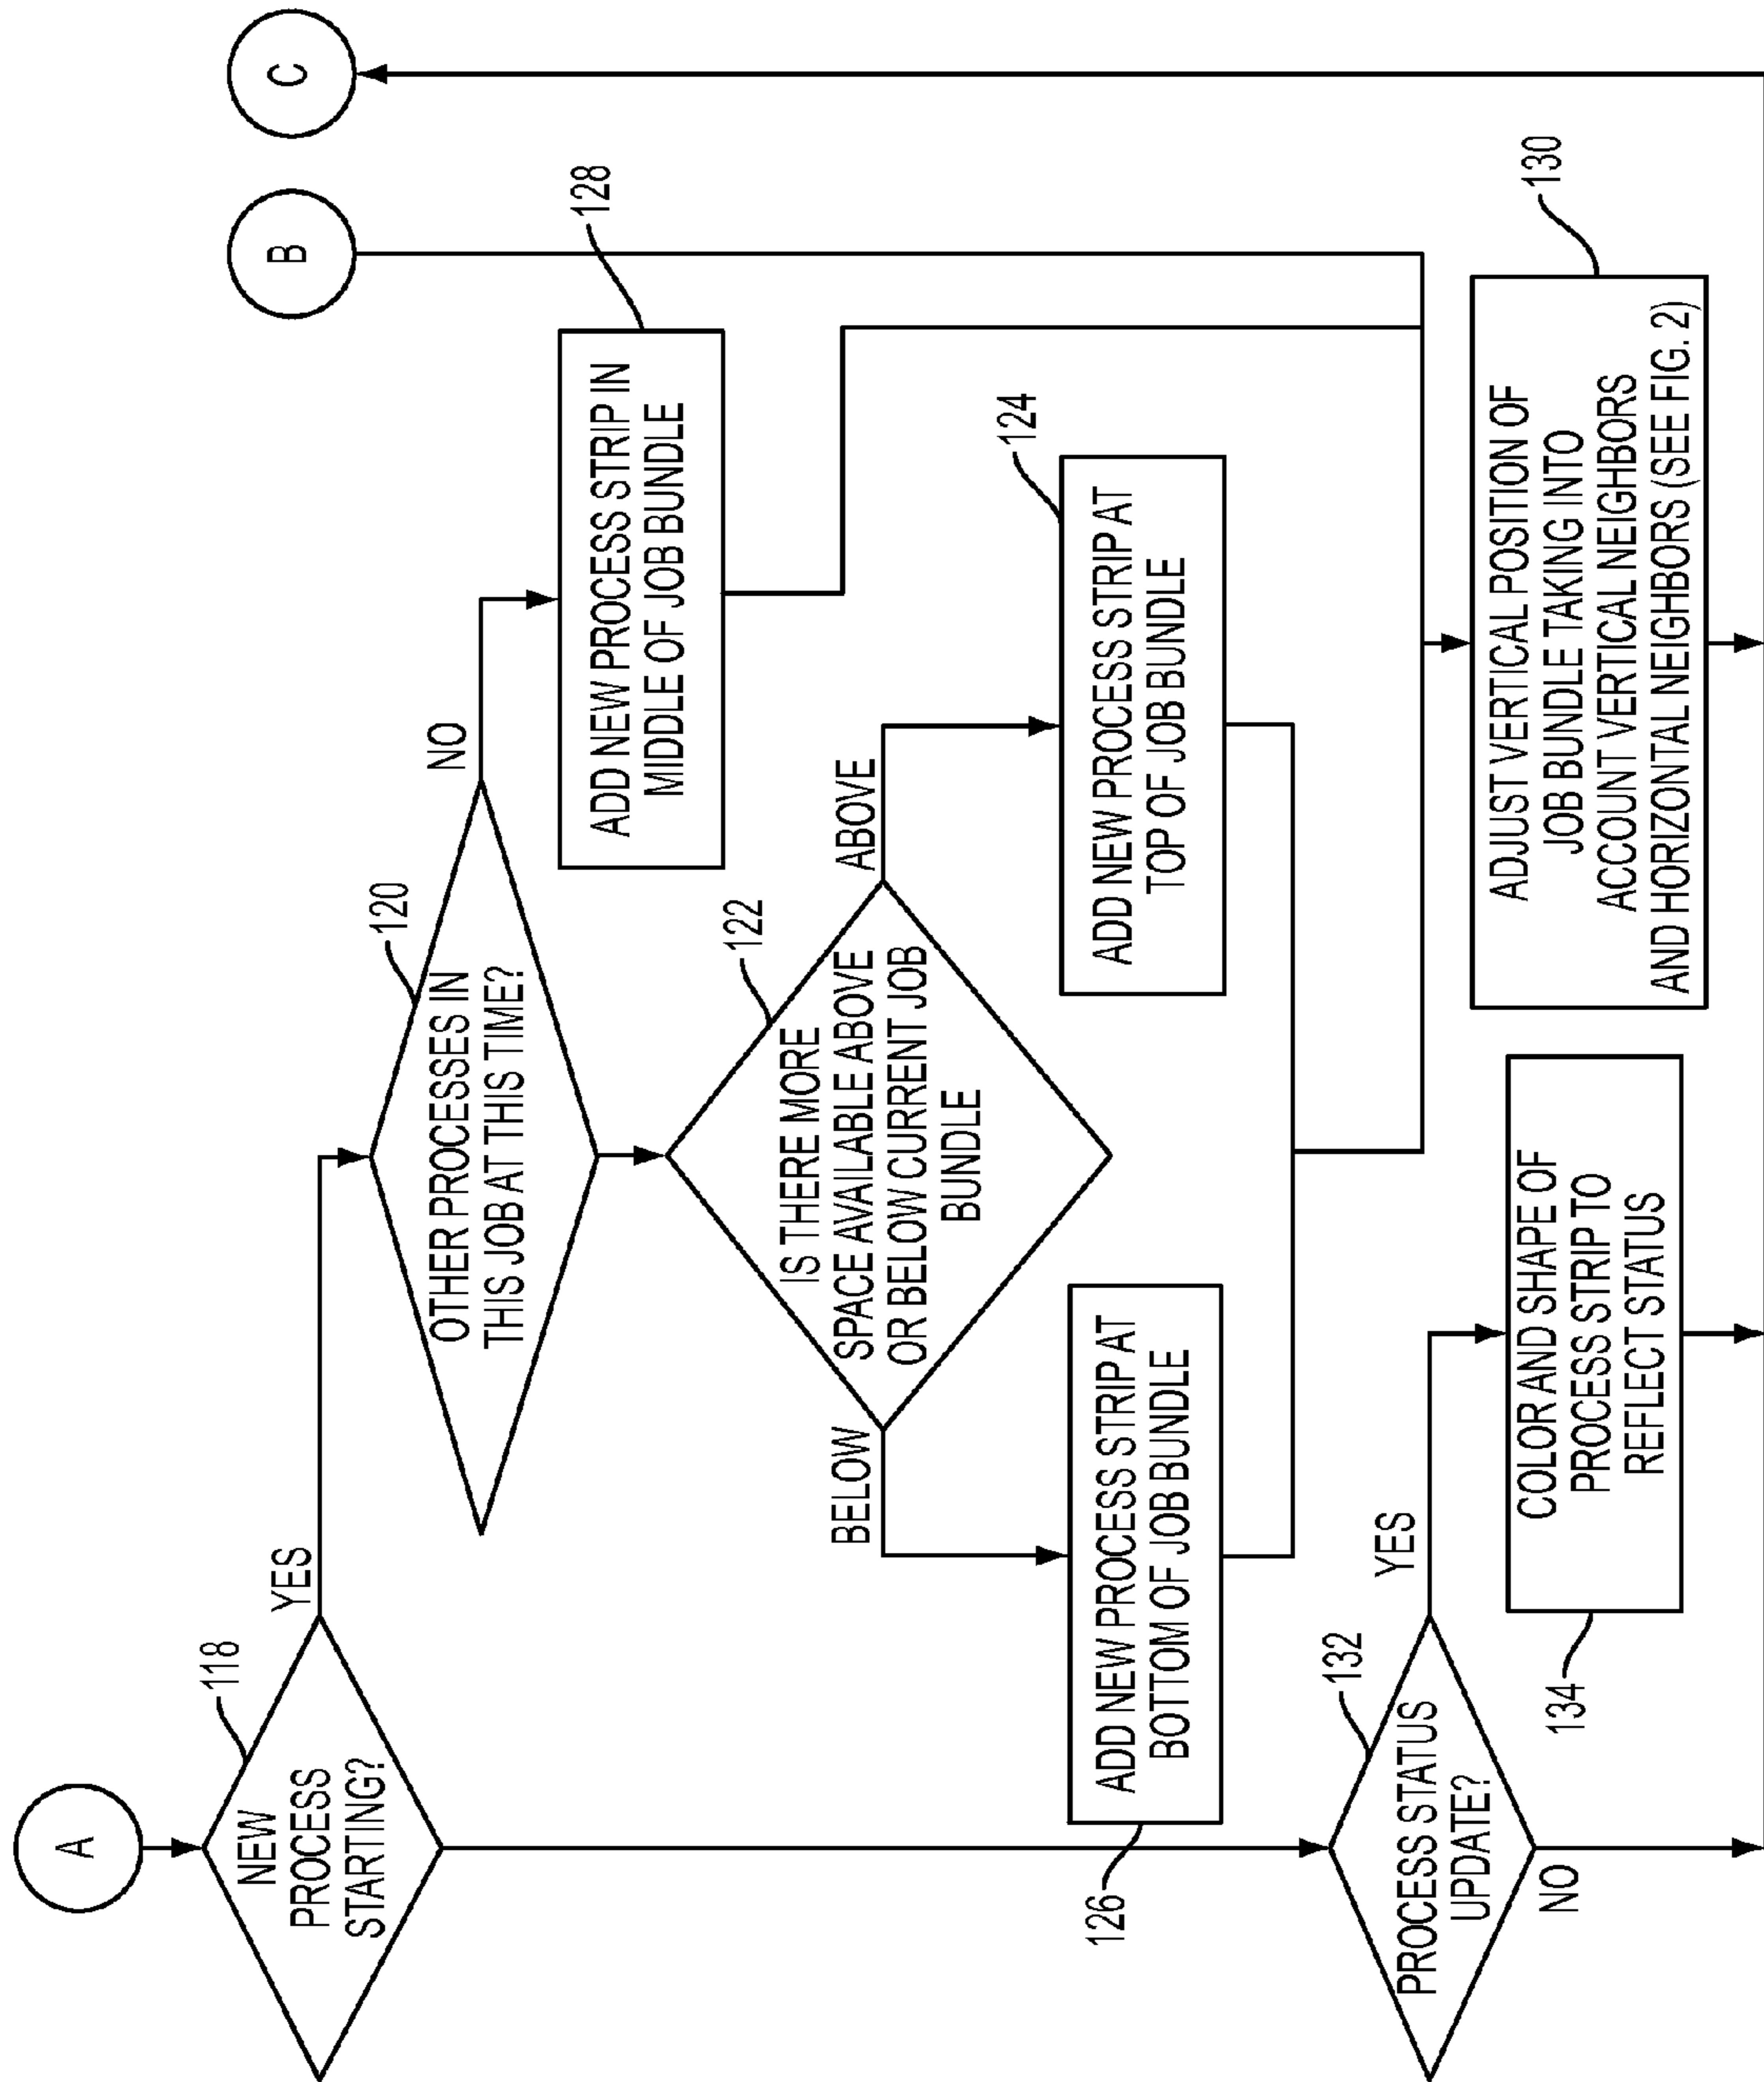 A
B
C
NEW
PROCESS
STARTING?
118
YES
OTHER PROCESSES IN
THIS JOB AT THIS TIME?
120
NO
ADD NEW PROCESS STRIP IN
MIDDLE OF JOB BUNDLE
128
IS THERE MORE
SPACE AVAILABLE ABOVE
OR BELOW CURRENT JOB
BUNDLE
122
BELOW
ABOVE
ADD NEW PROCESS STRIP AT
BOTTOM OF JOB BUNDLE
126
ADD NEW PROCESS STRIP AT
TOP OF JOB BUNDLE
124
PROCESS STATUS
UPDATE?
132
YES
NO
COLOR AND SHAPE OF
PROCESS STRIP TO
REFLECT STATUS
134
ADJUST VERTICAL POSITION OF
JOB BUNDLE TAKING INTO
ACCOUNT VERTICAL NEIGHBORS
AND HORIZONTAL NEIGHBORS (SEE FIG. 2)
130